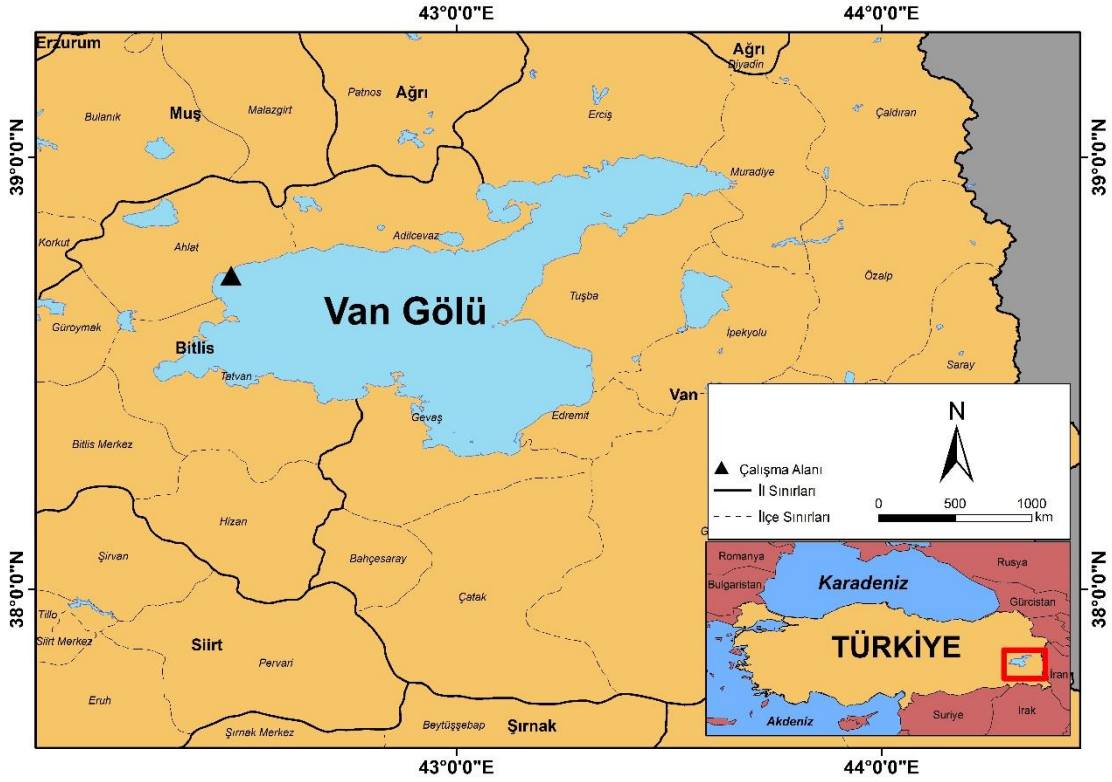 43°0'0"E
44°0'0"E
Erzurum
Ağrı
Diyadin
Patnos
Ağrı
Çaldıran
Bulanık
Muş
Malazgirt
Erciş
39°0'0"N
39°0'0"N
Muradiye
Korkut
Ahlat
Adilcevaz
Özalp
Tuşba
Van Gölü
Güroymak
Bitlis
İpekyolu
Saray
Tatvan
Van
Gevaş
Edremit
Bitlis Merkez
N
Çalışma Alanı
İl Sınırları
İlçe Sınırları
0 500 1000
km
Hizan
Şirvan
Bahçesaray
Çatak
38°0'0"N
38°0'0"N
Tillo
Siirt Merkez
Siirt
Pervari
Eruh
Şırnak Merkez
Beytüşşebap
Şırnak
Romanya
Rusya
Bulgaristan
Karadeniz
Gürcistan
TÜRKİYE
İran
Akdeniz
Suriye
Irak
43°0'0"E
44°0'0"E